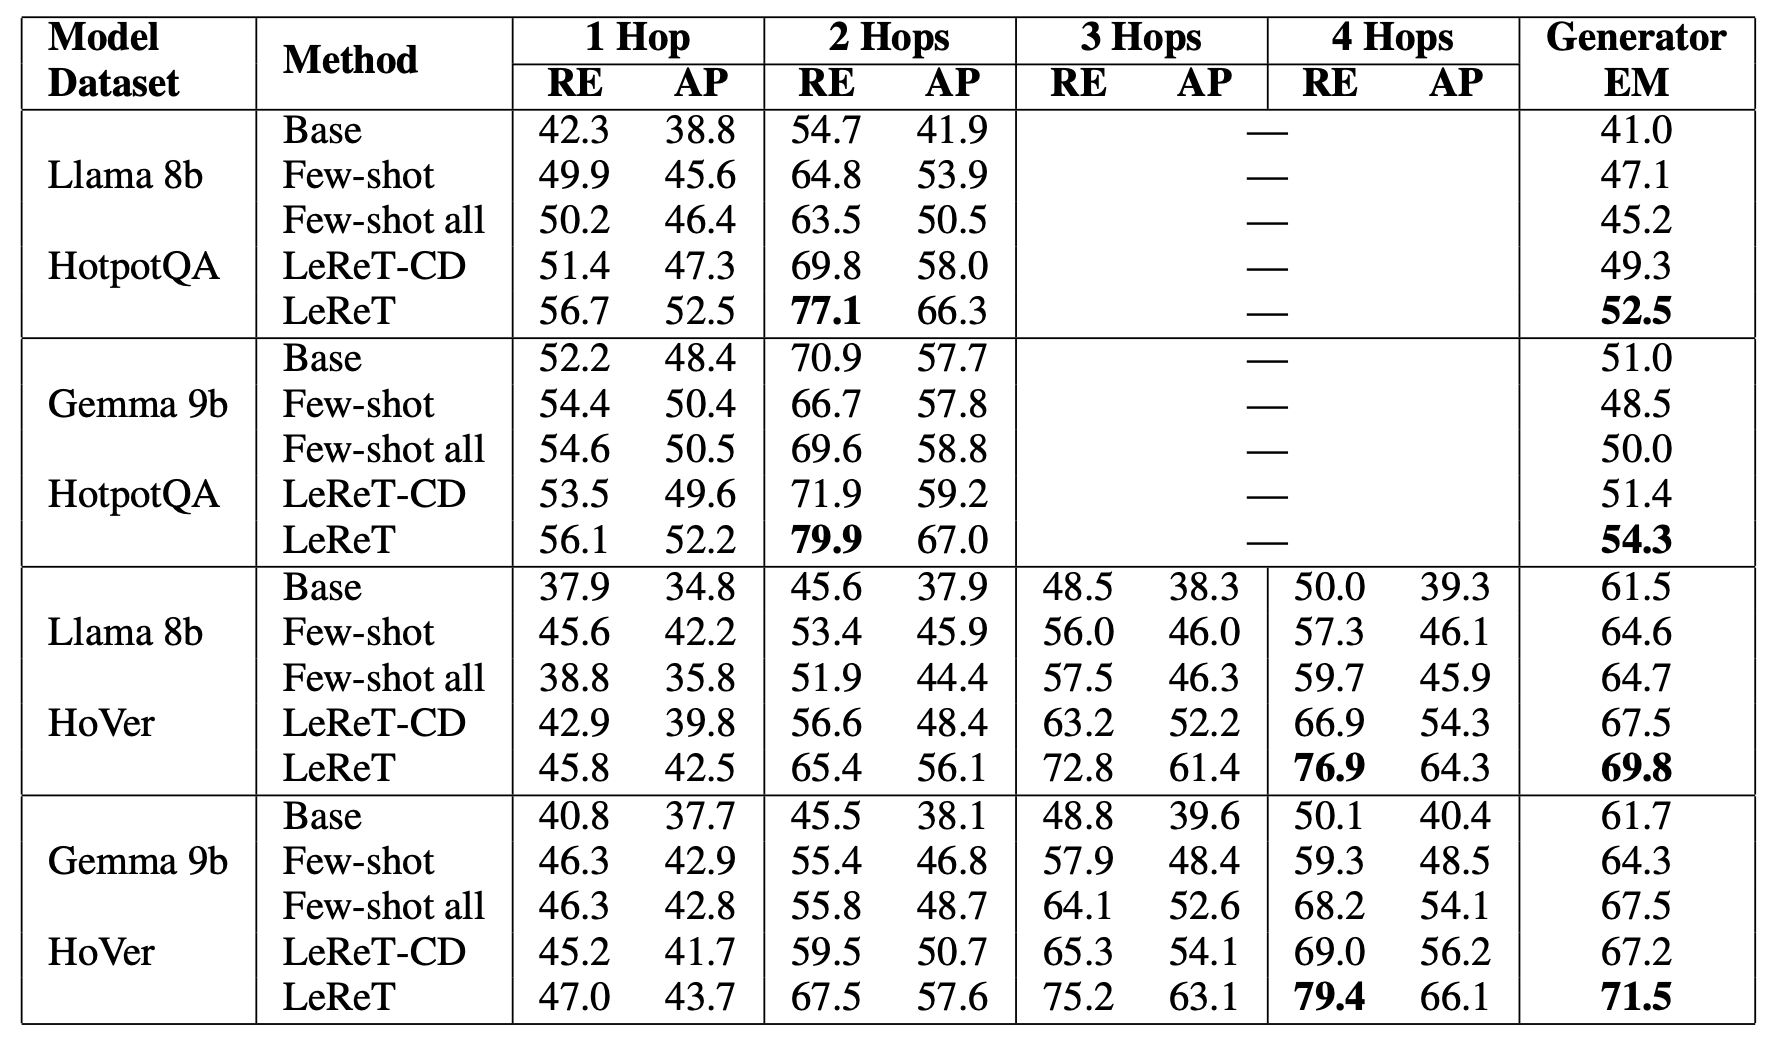 Model Method 1 Hop 2 Hops 3 Hops 4 Hops Generator
Dataset RE AP RE AP RE AP RE AP EM
Base 42.3 38.8 54.7 41.9 — 41.0
Llama 8b Few-shot 49.9 45.6 64.8 53.9 — 47.1
Few-shot all 50.2 46.4 63.5 50.5 — 45.2
HotpotQA LeReT-CD 51.4 47.3 69.8 58.0 — 49.3
LeReT 56.7 52.5 77.1 66.3 — 52.5
Base 52.2 48.4 70.9 57.7 — 51.0
Gemma 9b Few-shot 54.4 50.4 66.7 57.8 — 48.5
Few-shot all 54.6 50.5 69.6 58.8 — 50.0
HotpotQA LeReT-CD 53.5 49.6 71.9 59.2 — 51.4
LeReT 56.1 52.2 79.9 67.0 — 54.3
Base 37.9 34.8 45.6 37.9 48.5 38.3 50.0 39.3 61.5
Llama 8b Few-shot 45.6 42.2 53.4 45.9 56.0 46.0 57.3 46.1 64.6
Few-shot all 38.8 35.8 51.9 44.4 57.5 46.3 59.7 45.9 64.7
HoVer LeReT-CD 42.9 39.8 56.6 48.4 63.2 52.2 66.9 54.3 67.5
LeReT 45.8 42.5 65.4 56.1 72.8 61.4 76.9 64.3 69.8
Base 40.8 37.7 45.5 38.1 48.8 39.6 50.1 40.4 61.7
Gemma 9b Few-shot 46.3 42.9 55.4 46.8 57.9 48.4 59.3 48.5 64.3
Few-shot all 46.3 42.8 55.8 48.7 64.1 52.6 68.2 54.1 67.5
HoVer LeReT-CD 45.2 41.7 59.5 50.7 65.3 54.1 69.0 56.2 67.2
LeReT 47.0 43.7 67.5 57.6 75.2 63.1 79.4 66.1 71.5